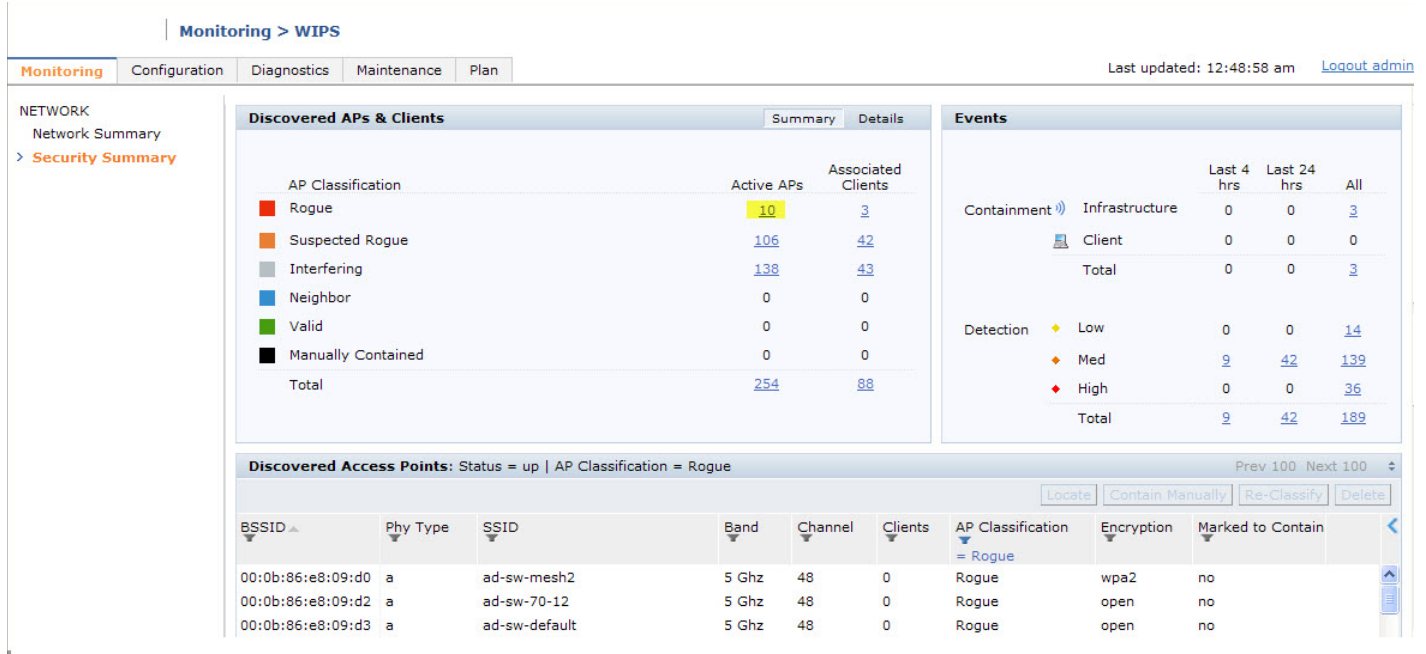 Monitoring > WIPS
Monitoring Configuration Diagnostics Maintenance Plan
Last updated: 12:48:58 am Logout admin
NETWORK
Network Summary
> Security Summary
Discovered APs & Clients Summary Details
AP Classification Active APs Associated Clients
Rogue 10 3
Suspected Rogue 106 42
Interfering 138 43
Neighbor 0 0
Valid 0 0
Manually Contained 0 0
Total 254 88
Events
Last 4 hrs Last 24 hrs All
Containment Infrastructure 0 0 3
Client 0 0 0
Total 0 0 3
Detection Low 0 0 14
Med 9 42 139
High 0 0 36
Total 9 42 189
Discovered Access Points: Status = up | AP Classification = Rogue Prev 100 Next 100
Locate Contain Manually Re-Classify Delete
BSSID Phy Type SSID Band Channel Clients AP Classification Encryption Marked to Contain
= Rogue
00:0b:86:e8:09:d0 a ad-sw-mesh2 5 Ghz 48 0 Rogue wpa2 no
00:0b:86:e8:09:d2 a ad-sw-70-12 5 Ghz 48 0 Rogue open no
00:0b:86:e8:09:d3 a ad-sw-default 5 Ghz 48 0 Rogue open no